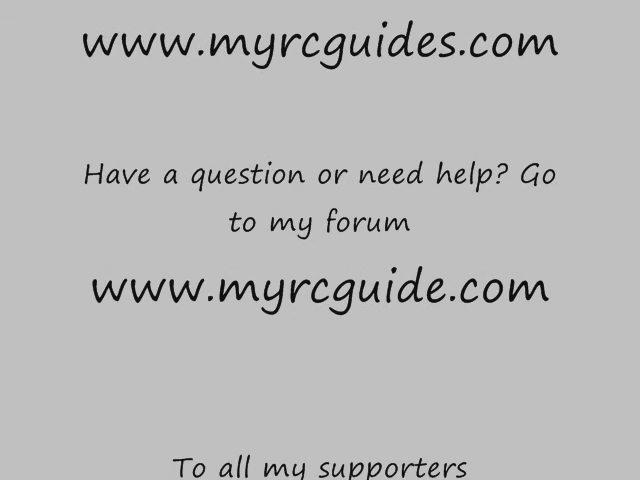 www.myrcguides.com
Have a question or need help? Go
to my forum
www.myrcguide.com
To all my supporters